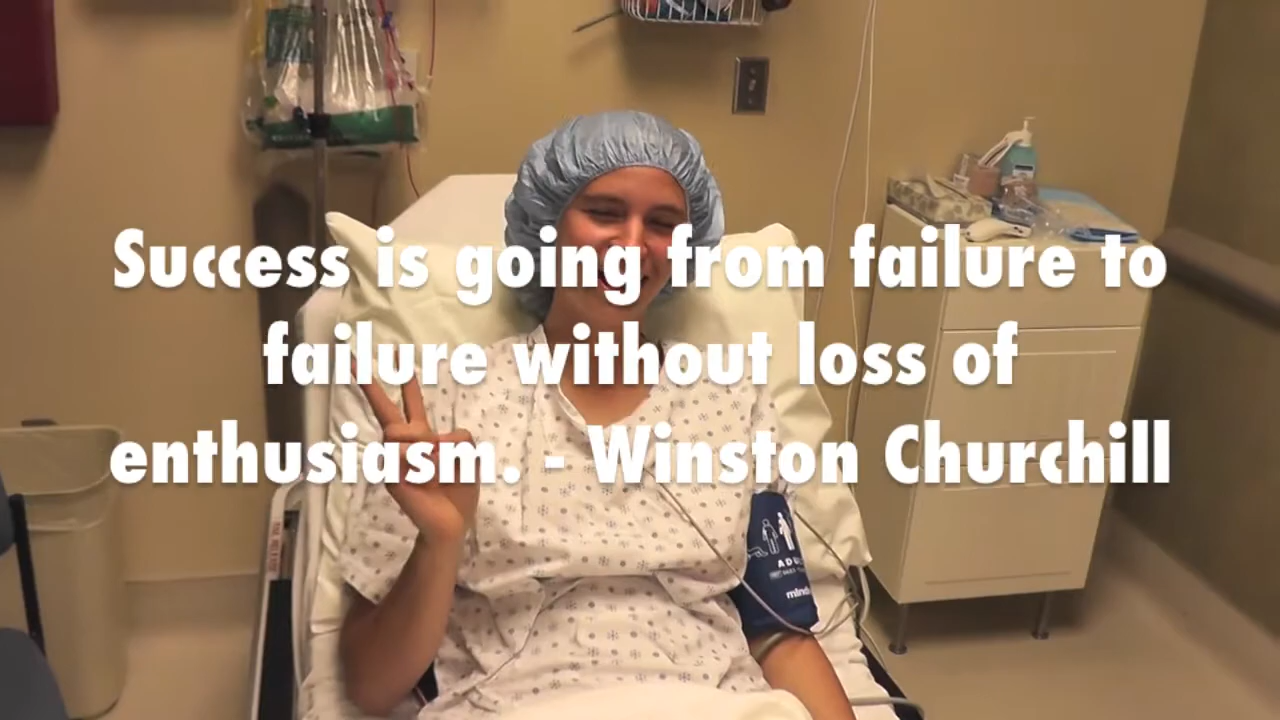 Success is going from failure to
failure without loss of
enthusiasm. - Winston Churchill